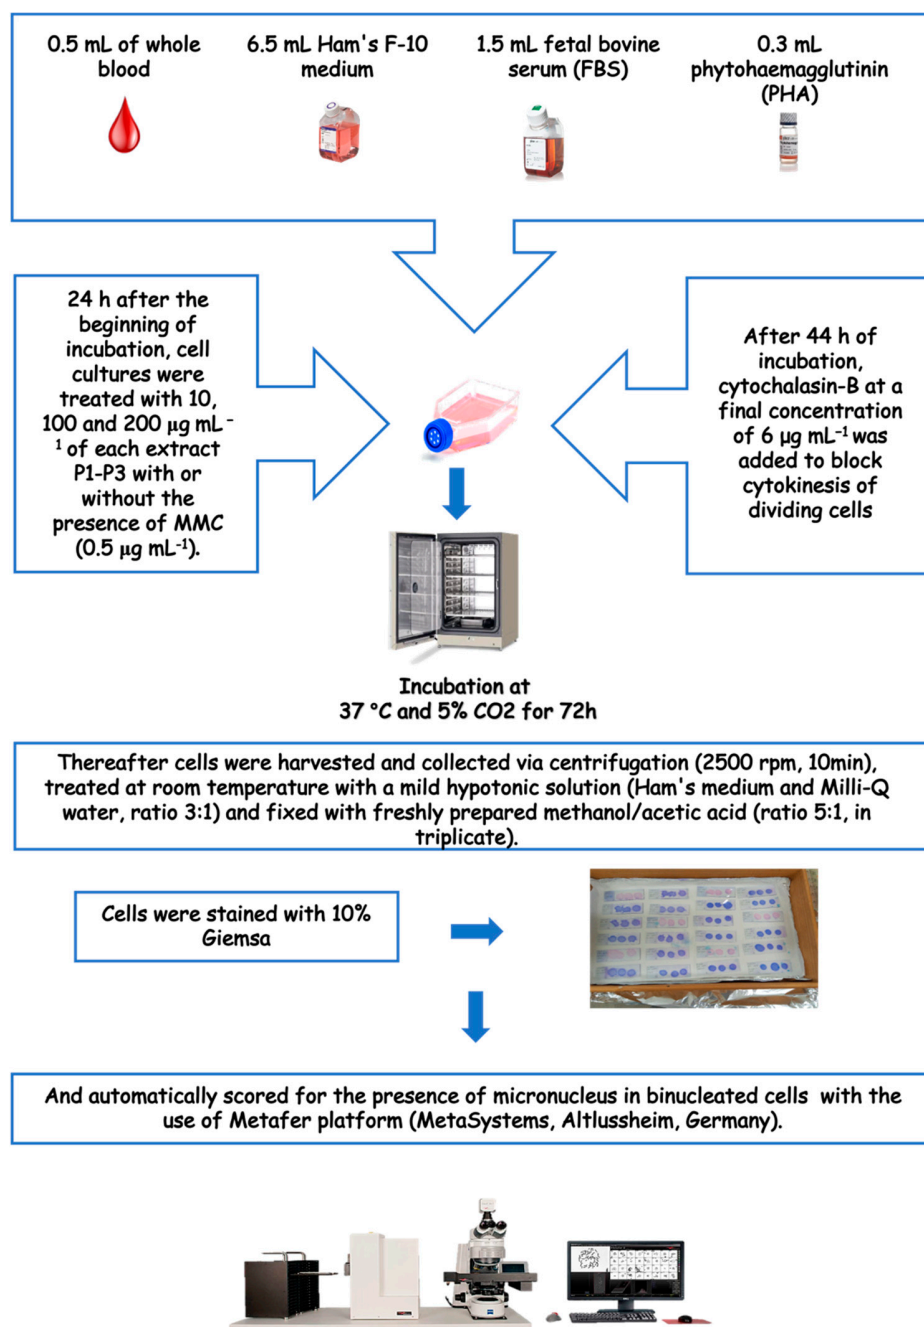 0.5 mL of whole
blood
6.5 mL Ham's F-10
medium
1.5 mL fetal bovine
serum (FBS)
0.3 mL
phytohaemagglutinin
(PHA)
24 h after the
beginning of
incubation, cell
cultures were
treated with 10,
100 and 200 μg mL⁻
¹ of each extract
P1-P3 with or
without the
presence of MMC
(0.5 μg mL⁻¹).
After 44 h of
incubation,
cytochalasin-B at a
final concentration
of 6 μg mL⁻¹ was
added to block
cytokinesis of
dividing cells
Incubation at
37 °C and 5% CO2 for 72h
Thereafter cells were harvested and collected via centrifugation (2500 rpm, 10min),
treated at room temperature with a mild hypotonic solution (Ham's medium and Milli-Q
water, ratio 3:1) and fixed with freshly prepared methanol/acetic acid (ratio 5:1, in
triplicate).
Cells were stained with 10%
Giemsa
And automatically scored for the presence of micronucleus in binucleated cells with the
use of Metafer platform (MetaSystems, Altlussheim, Germany).